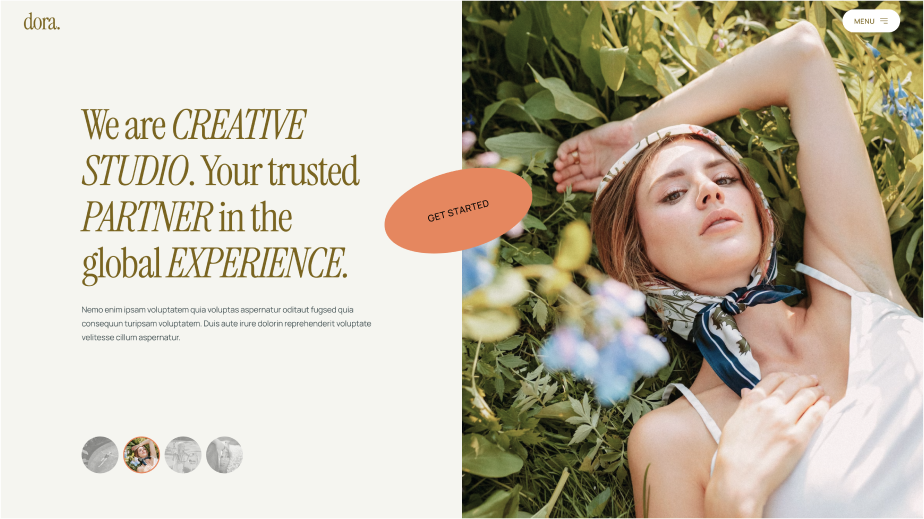 dora.
MENU
We are CREATIVE
STUDIO. Your trusted
PARTNER in the
global EXPERIENCE.
GET STARTED
Nemo enim ipsam voluptatem quia voluptas aspernatur oditaut fugsed quia
consequun turipsam voluptatem. Duis aute irure dolorin reprehenderit voluptate
velitesse cillum aspernatur.